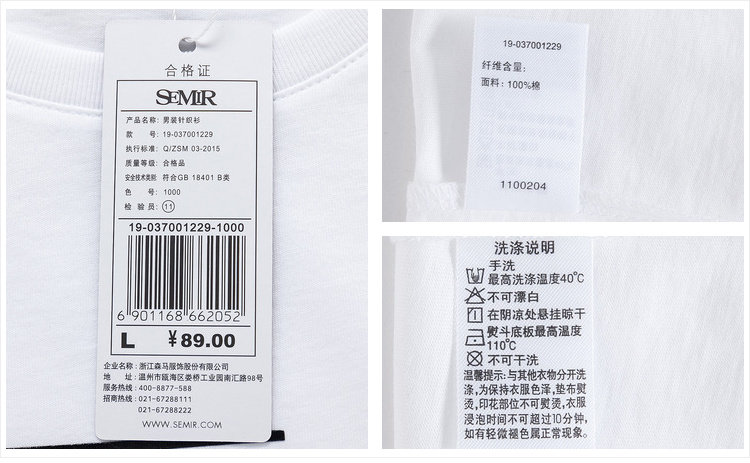 合格证
SEMIR
产品名称: 男装针织衫
款 号: 19-037001229
执行标准: Q/ZSM 03-2015
质量等级: 合格品
安全技术类别: 符合GB 18401 B类
色 号: 1000
检 验 员: 11
19-037001229-1000
6 901168 662052
L ¥89.00
企业名称: 浙江森马服饰股份有限公司
地 址: 温州市瓯海区娄桥工业园南汇路98号
服务热线: 400-8877-588
招商热线: 021-67288111
021-67288222
WWW.SEMIR.COM
19-037001229
纤维含量:
面料: 100%棉
1100204
洗涤说明
手洗
最高洗涤温度40℃
不可漂白
在阴凉处悬挂晾干
熨斗底板最高温度
110℃
不可干洗
温馨提示: 与其他衣物分开洗
涤,为保持衣服色泽,垫布熨
烫,印花部位不可熨烫,衣服
浸泡时间不可超过10分钟,
如有轻微褪色属正常现象。